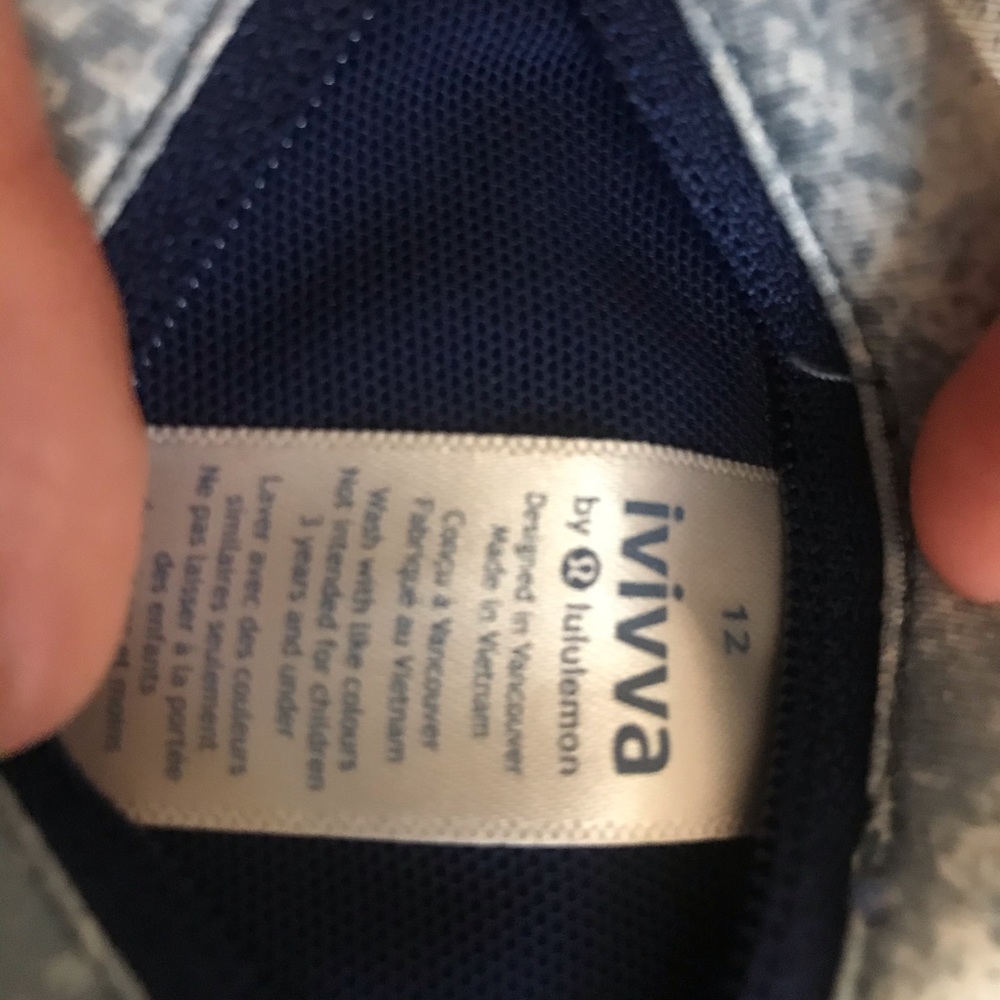 12
ivivva
by lululemon
Designed in Vancouver
Made in Vietnam
Conçu à Vancouver
Fabriqué au Vietnam
Wash with like colours
Not intended for children
3 years and under
Laver avec des couleurs
similaires seulement
Ne pas laisser à la portée
des enfants
et moins